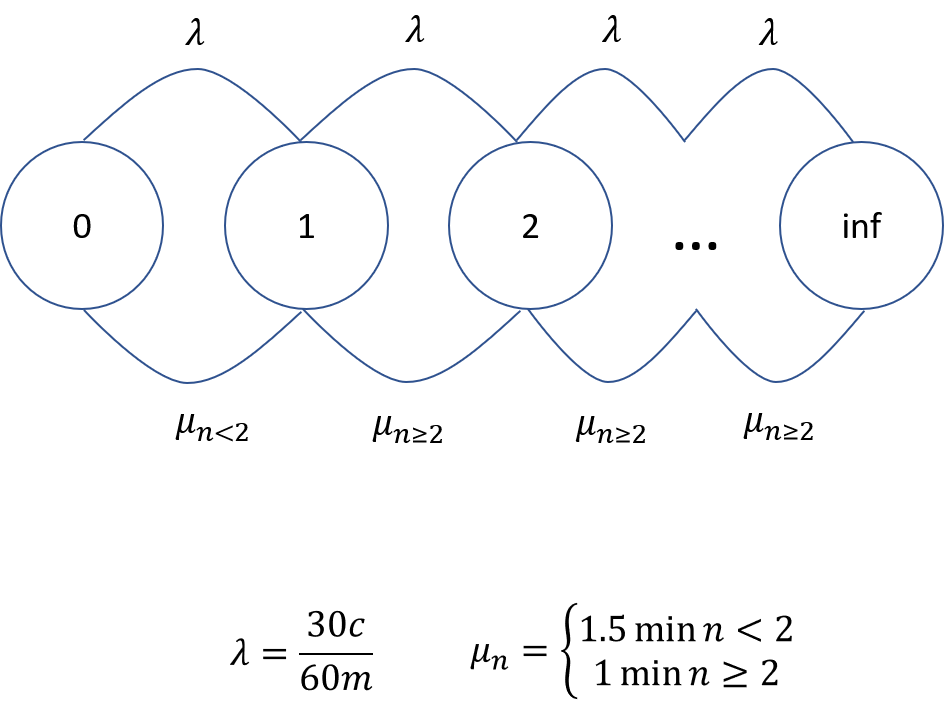 λ λ λ λ
0 1 2 ... inf
μ_{n<2} μ_{n≥2} μ_{n≥2} μ_{n≥2}
λ = 30c/60m μ_n = { 1.5 min n < 2
1 min n ≥ 2